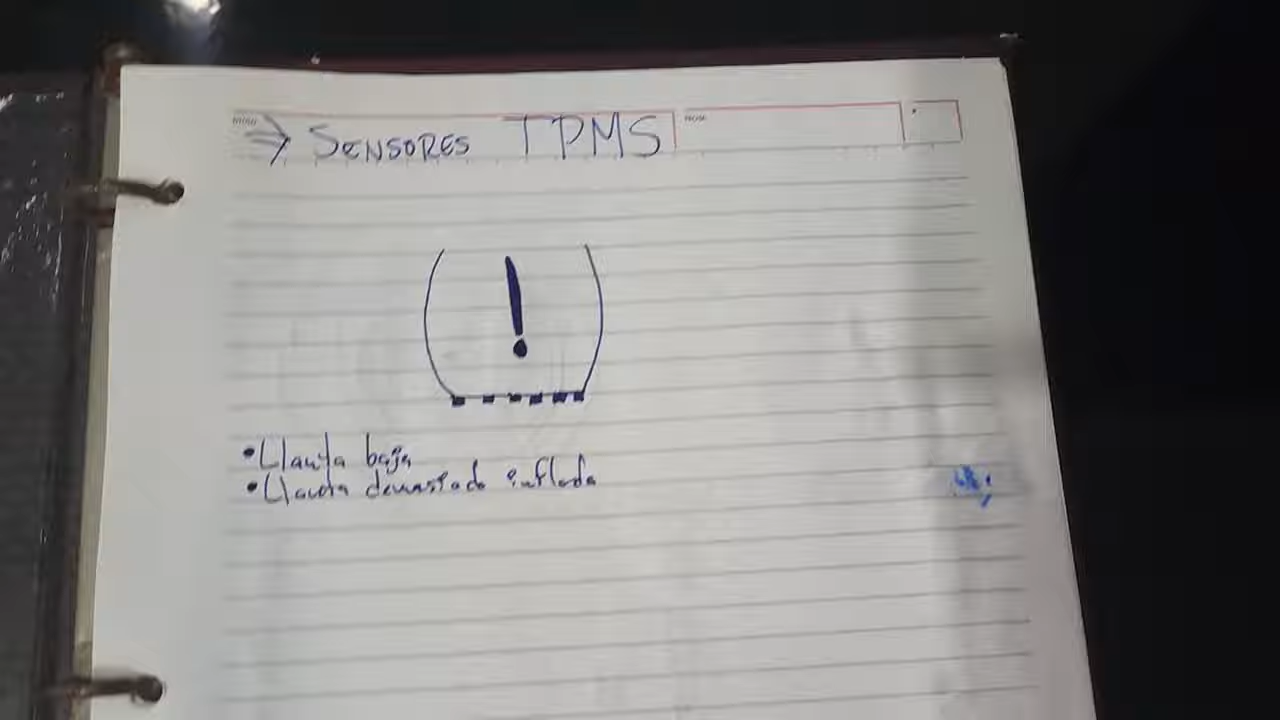 → SENSORES TPMS
!
• Llanta baja
• Llanta demasiado inflada